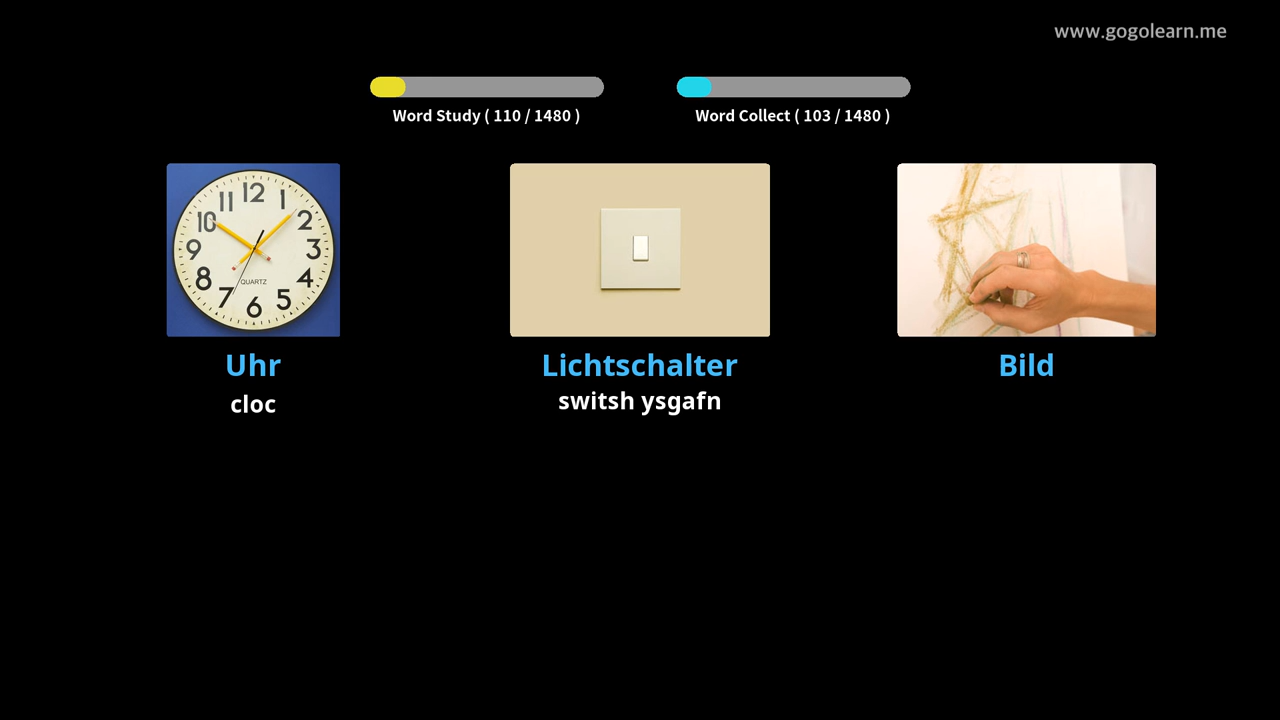 www.gogolearn.me
Word Study ( 110 / 1480 )
Word Collect ( 103 / 1480 )
12
1
2
3
4
5
6
7
8
9
10
11
QUARTZ
Uhr
Lichtschalter
Bild
cloc
switsh ysgafn